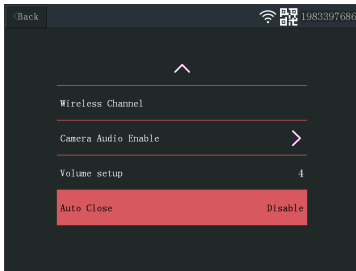 Back
1983397686
Wireless Channel
Camera Audio Enable
Volume setup 4
Auto Close Disable